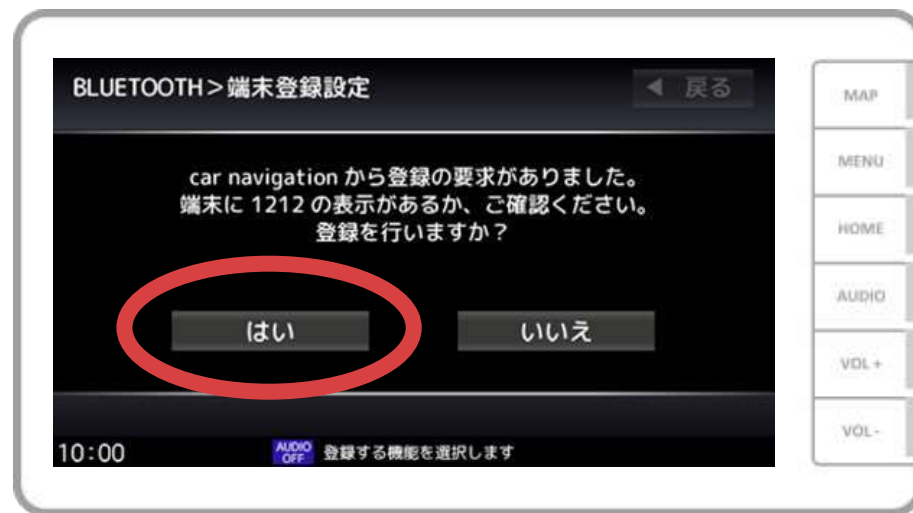 BLUETOOTH>端末登録設定
◀ 戻る
car navigation から登録の要求がありました。
端末に 1212 の表示があるか、ご確認ください。
登録を行いますか？
はい
いいえ
10:00
AUDIO
OFF
登録する機能を選択します
MAP
MENU
HOME
AUDIO
VOL+
VOL-